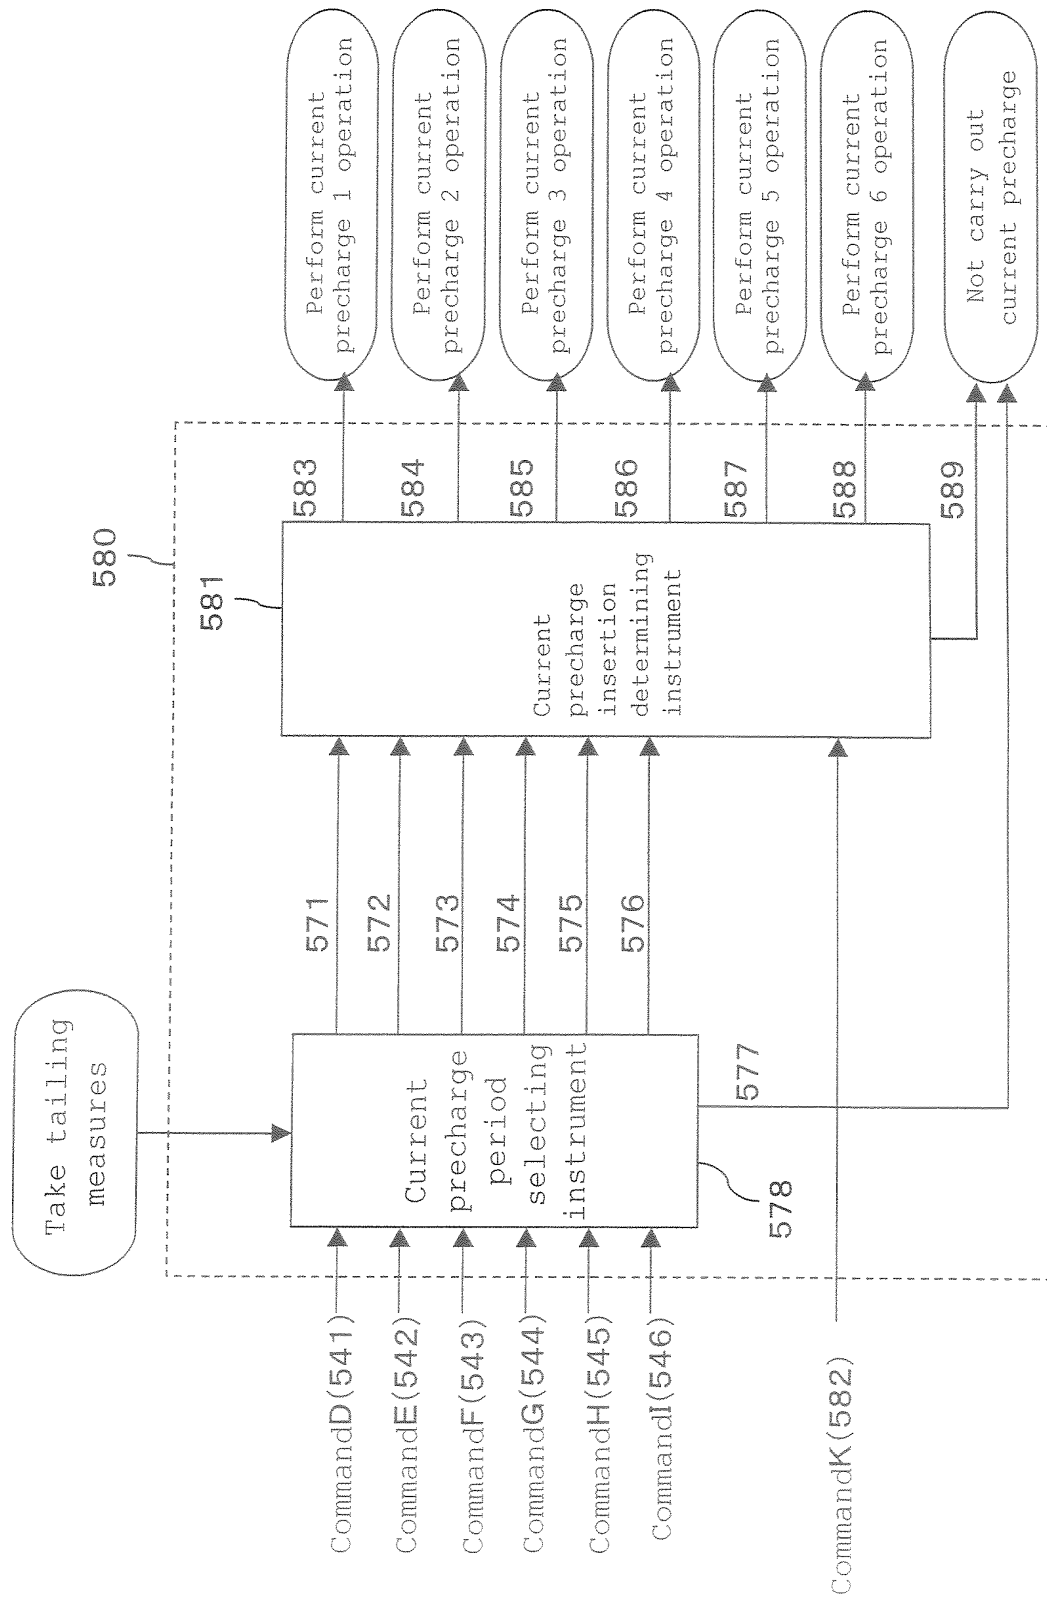 Take tailing
measures
580
581
CommandD(541)
CommandE(542)
CommandF(543)
CommandG(544)
CommandH(545)
CommandI(546)
CommandK(582)
Current
precharge
period
selecting
instrument
578
577
571
572
573
574
575
576
Current
precharge
insertion
determining
instrument
583
584
585
586
587
588
589
Perform current
precharge 1 operation
Perform current
precharge 2 operation
Perform current
precharge 3 operation
Perform current
precharge 4 operation
Perform current
precharge 5 operation
Perform current
precharge 6 operation
Not carry out
current precharge